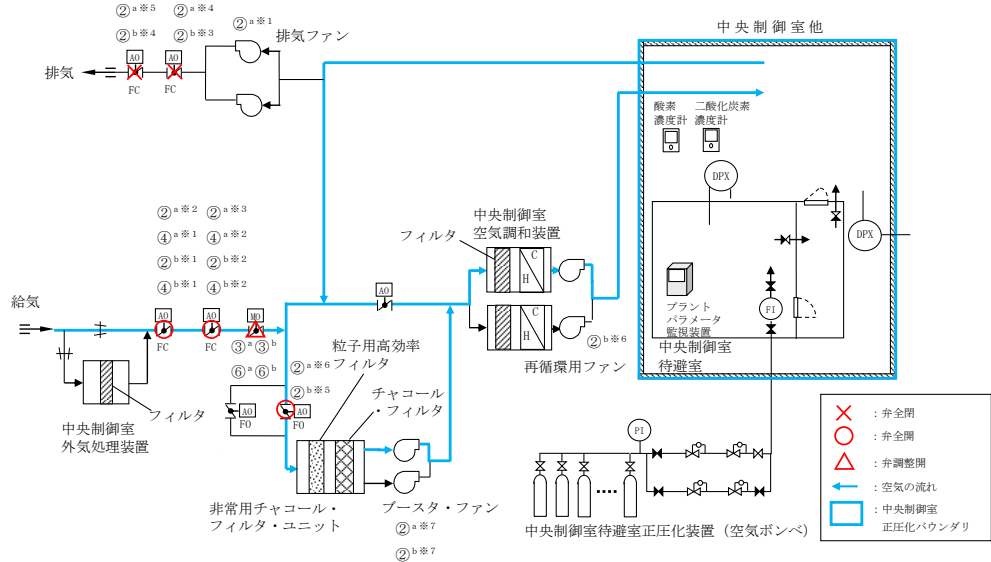 ②a※5 ②a※4
②b※4 ②b※3
②a※1
排気ファン
AO AO
排気
FC FC
中央制御室他
酸素
濃度計
二酸化炭素
濃度計
DPX
DPX
プラント
パラメータ
監視装置
FI
中央制御室
待避室
中央制御室
空気調和装置
フィルタ
C
H
C
H
②b※6
再循環用ファン
②a※2 ②a※3
④a※1 ④a※2
②b※1 ②b※2
④b※1 ④b※2
給気
AO AO MO
FC FC
③a③b
⑥a⑥b
AO
フィルタ
中央制御室
外気処理装置
②a※6
②b※5
AO AO
FO FO
粒子用高効率
フィルタ
チャコール
・フィルタ
非常用チャコール・
フィルタ・ユニット
ブースタ・ファン
②a※7
②b※7
PI
中央制御室待避室正圧化装置（空気ボンベ）
：弁全閉
：弁全開
：弁調整開
：空気の流れ
：中央制御室
正圧化バウンダリ